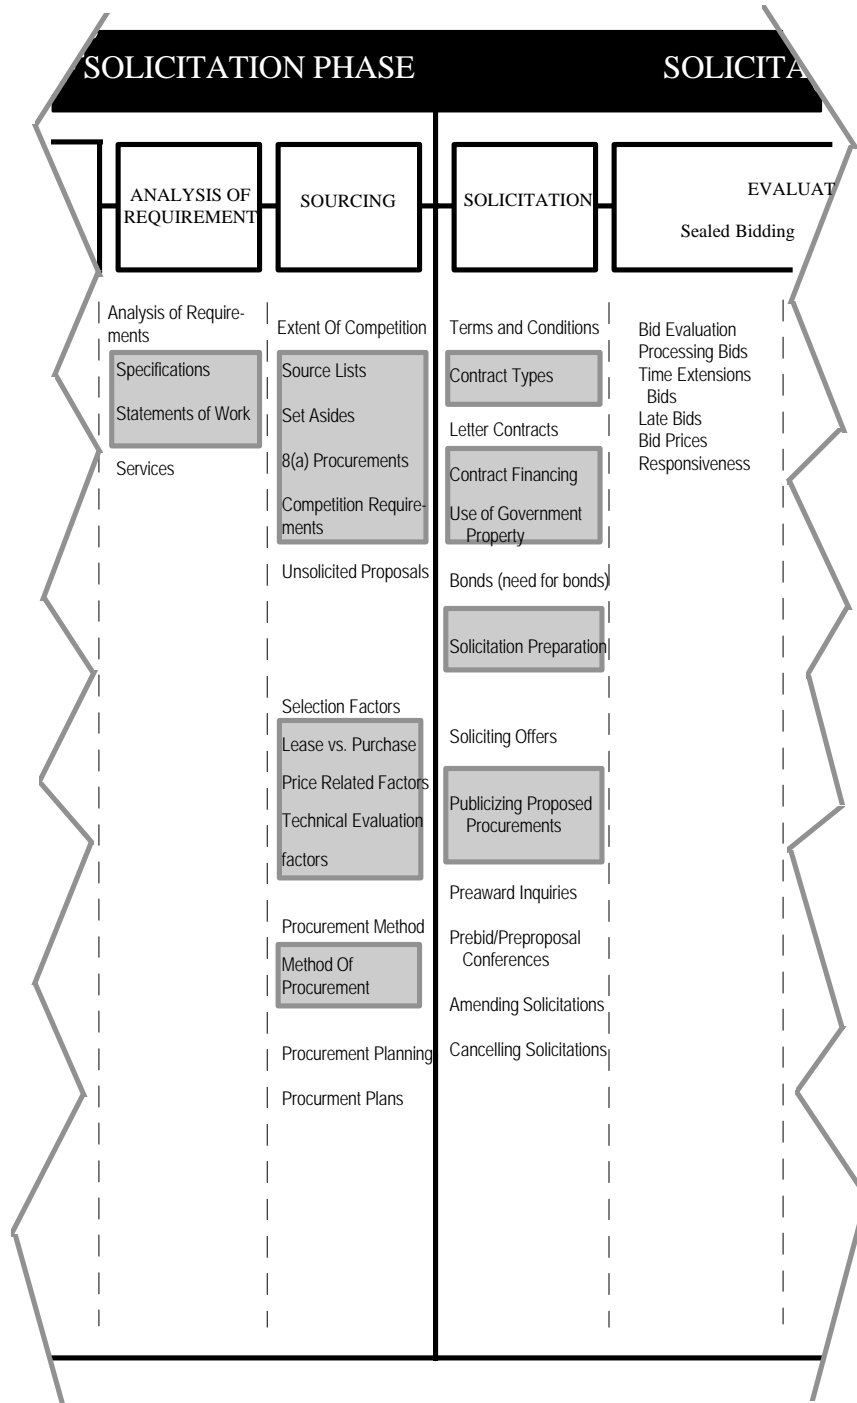 SOLICITATION PHASE
SOLICITA
ANALYSIS OF
REQUIREMENT
SOURCING
SOLICITATION
EVALUAT
Sealed Bidding
Analysis of Require-
ments
Specifications
Statements of Work
Services
Extent Of Competition
Source Lists
Set Asides
8(a) Procurements
Competition Require-
ments
Unsolicited Proposals
Selection Factors
Lease vs. Purchase
Price Related Factors
Technical Evaluation
factors
Procurement Method
Method Of
Procurement
Procurement Planning
Procurment Plans
Terms and Conditions
Contract Types
Letter Contracts
Contract Financing
Use of Government
Property
Bonds (need for bonds)
Solicitation Preparation
Soliciting Offers
Publicizing Proposed
Procurements
Preaward Inquiries
Prebid/Preproposal
Conferences
Amending Solicitations
Cancelling Solicitations
Bid Evaluation
Processing Bids
Time Extensions
Bids
Late Bids
Bid Prices
Responsiveness